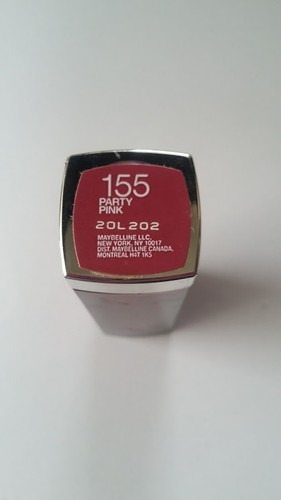 155
PARTY
PINK
20L202
MAYBELLINE LLC,
NEW YORK, NY 10017
DIST. MAYBELLINE CANADA,
MONTREAL H4T 1K5